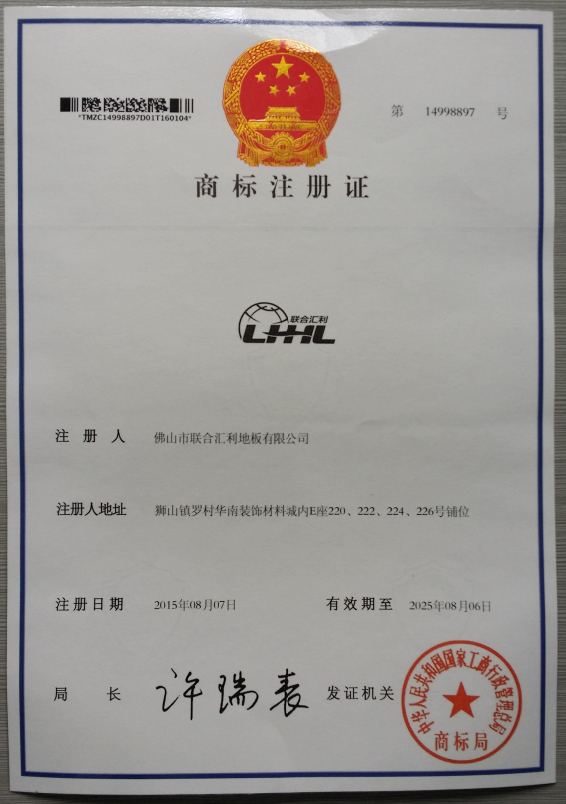 *TMZC14998897D01T160104*
第 14998897 号
商标注册证
联合汇利
LHHL
注册人 佛山市联合汇利地板有限公司
注册人地址 狮山镇罗村华南装饰材料城内E座220、222、224、226号铺位
注册日期 2015年08月07日 有效期至 2025年08月06日
局长 许瑞表 发证机关
中华人民共和国国家工商行政管理总局
商标局